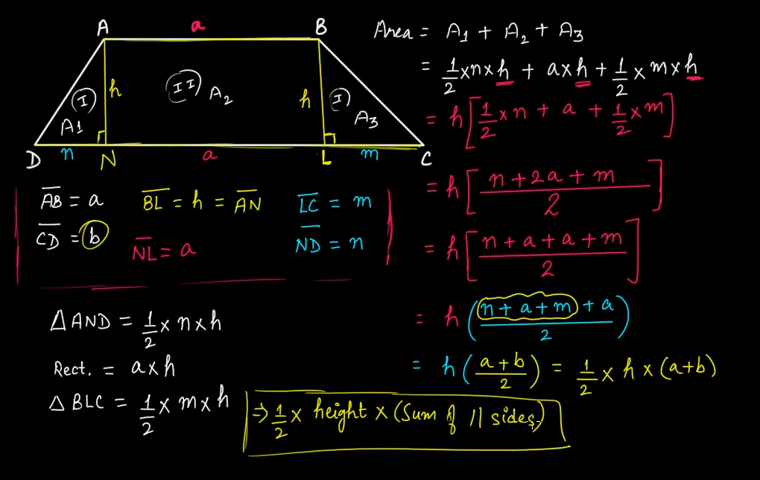 A a B
h II A₂ h
I A1 I A3
D n N a L m C
AB = a BL = h = AN LC = m
CD = b NL = a ND = n
△AND = 1/2 × n × h
Rect. = a × h
△BLC = 1/2 × m × h
Area = A₁ + A₂ + A₃
= 1/2 × n × h + a × h + 1/2 × m × h
= h[1/2 × n + a + 1/2 × m]
= h[(n + 2a + m)/2]
= h[(n + a + a + m)/2]
= h((n + a + m + a)/2)
= h((a+b)/2) = 1/2 × h × (a+b)
⇒ 1/2 × height × (Sum of || sides)